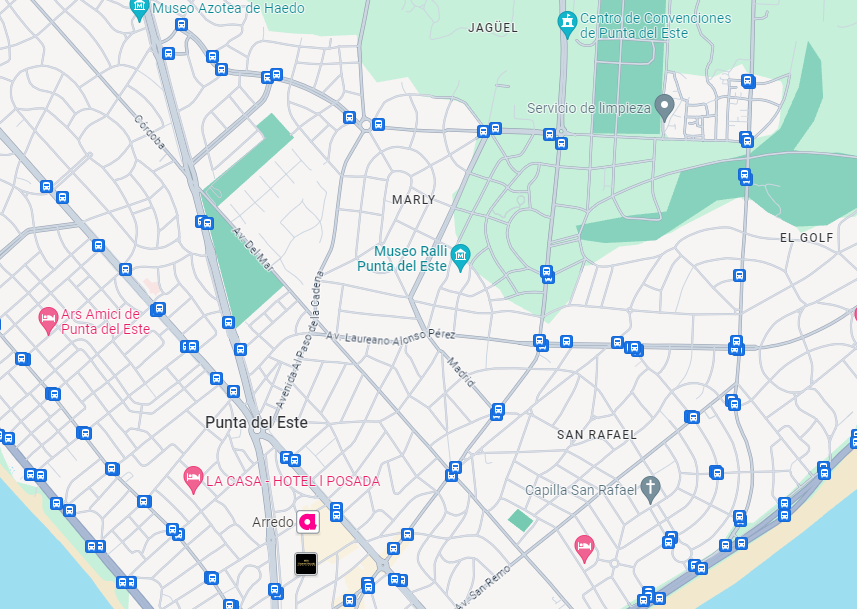 Museo Azotea de Haedo
JAGÜEL
Centro de Convenciones
de Punta del Este
Servicio de limpieza
Córdoba
MARLY
EL GOLF
Av. Del Mar
Museo Ralli
Punta del Este
Ars Amici de
Punta del Este
Avenida Al Paso de la Cadena
Av. Laureano Alonso Pérez
Madrid
Punta del Este
SAN RAFAEL
LA CASA - HOTEL | POSADA
Capilla San Rafael
Arredo
Av. San Remo